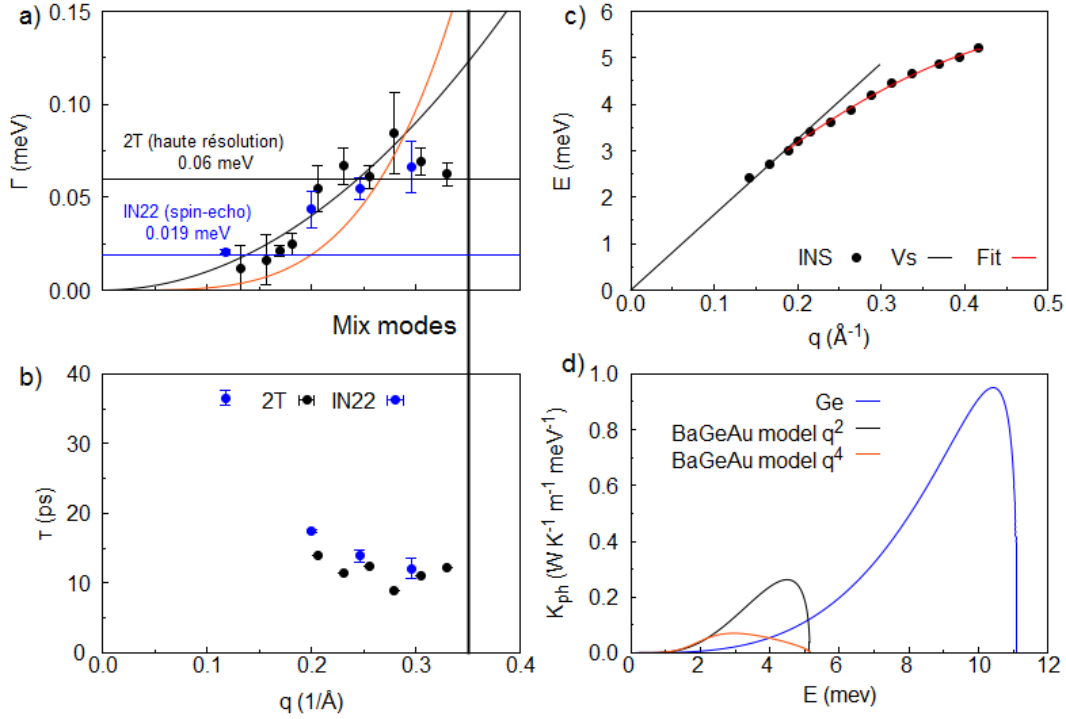 a)
0.15
0.10
0.05
0.00
Γ (meV)
2T (haute résolution)
0.06 meV
IN22 (spin-echo)
0.019 meV
Mix modes
b)
40
30
20
10
0
τ (ps)
2T
IN22
0.0
0.1
0.2
0.3
0.4
q (1/Å)
c)
6
5
4
3
2
1
0
E (meV)
INS
Vs
Fit
0.0
0.1
0.2
0.3
0.4
0.5
q (Å⁻¹)
d)
1.0
0.8
0.6
0.4
0.2
0.0
K_ph (W K⁻¹ m⁻¹ meV⁻¹)
Ge
BaGeAu model q²
BaGeAu model q⁴
0
2
4
6
8
10
12
E (mev)